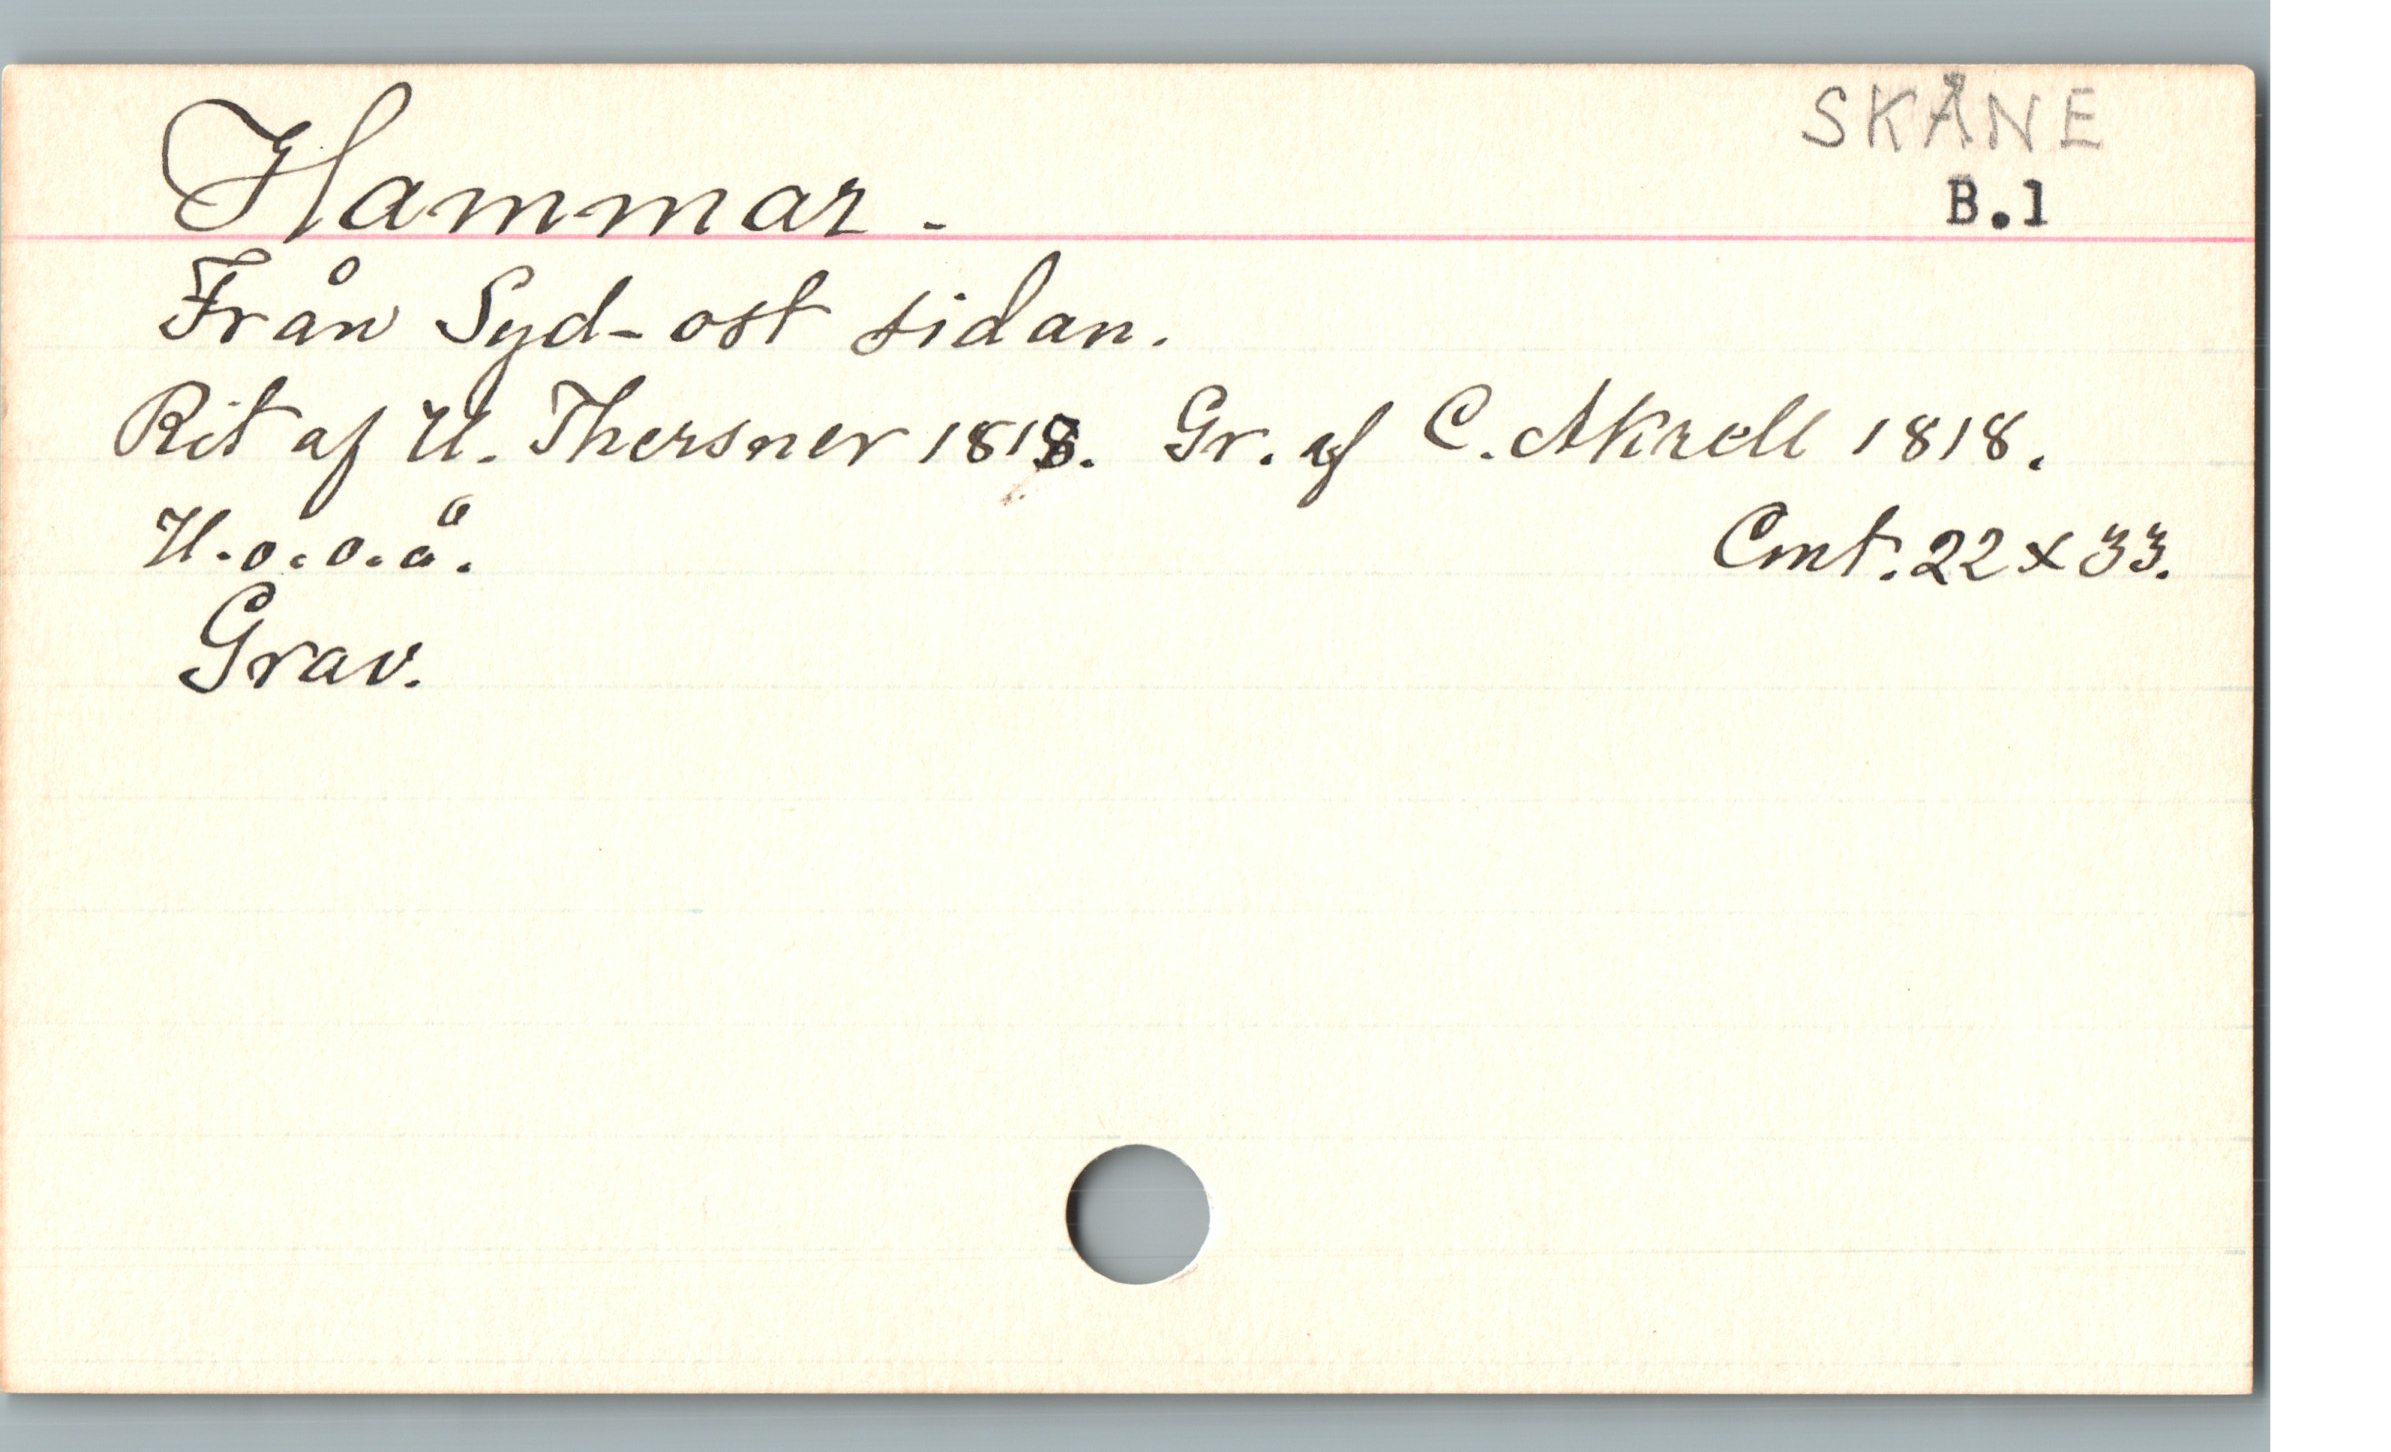 SKÅNE
Hammar. B.1
Från Syd-ost sidan.
Rit af U. Thersner 1818. Gr. af C. Akrell 1818.
U.o.o.ä. Cmt. 22 x 33.
Grav.